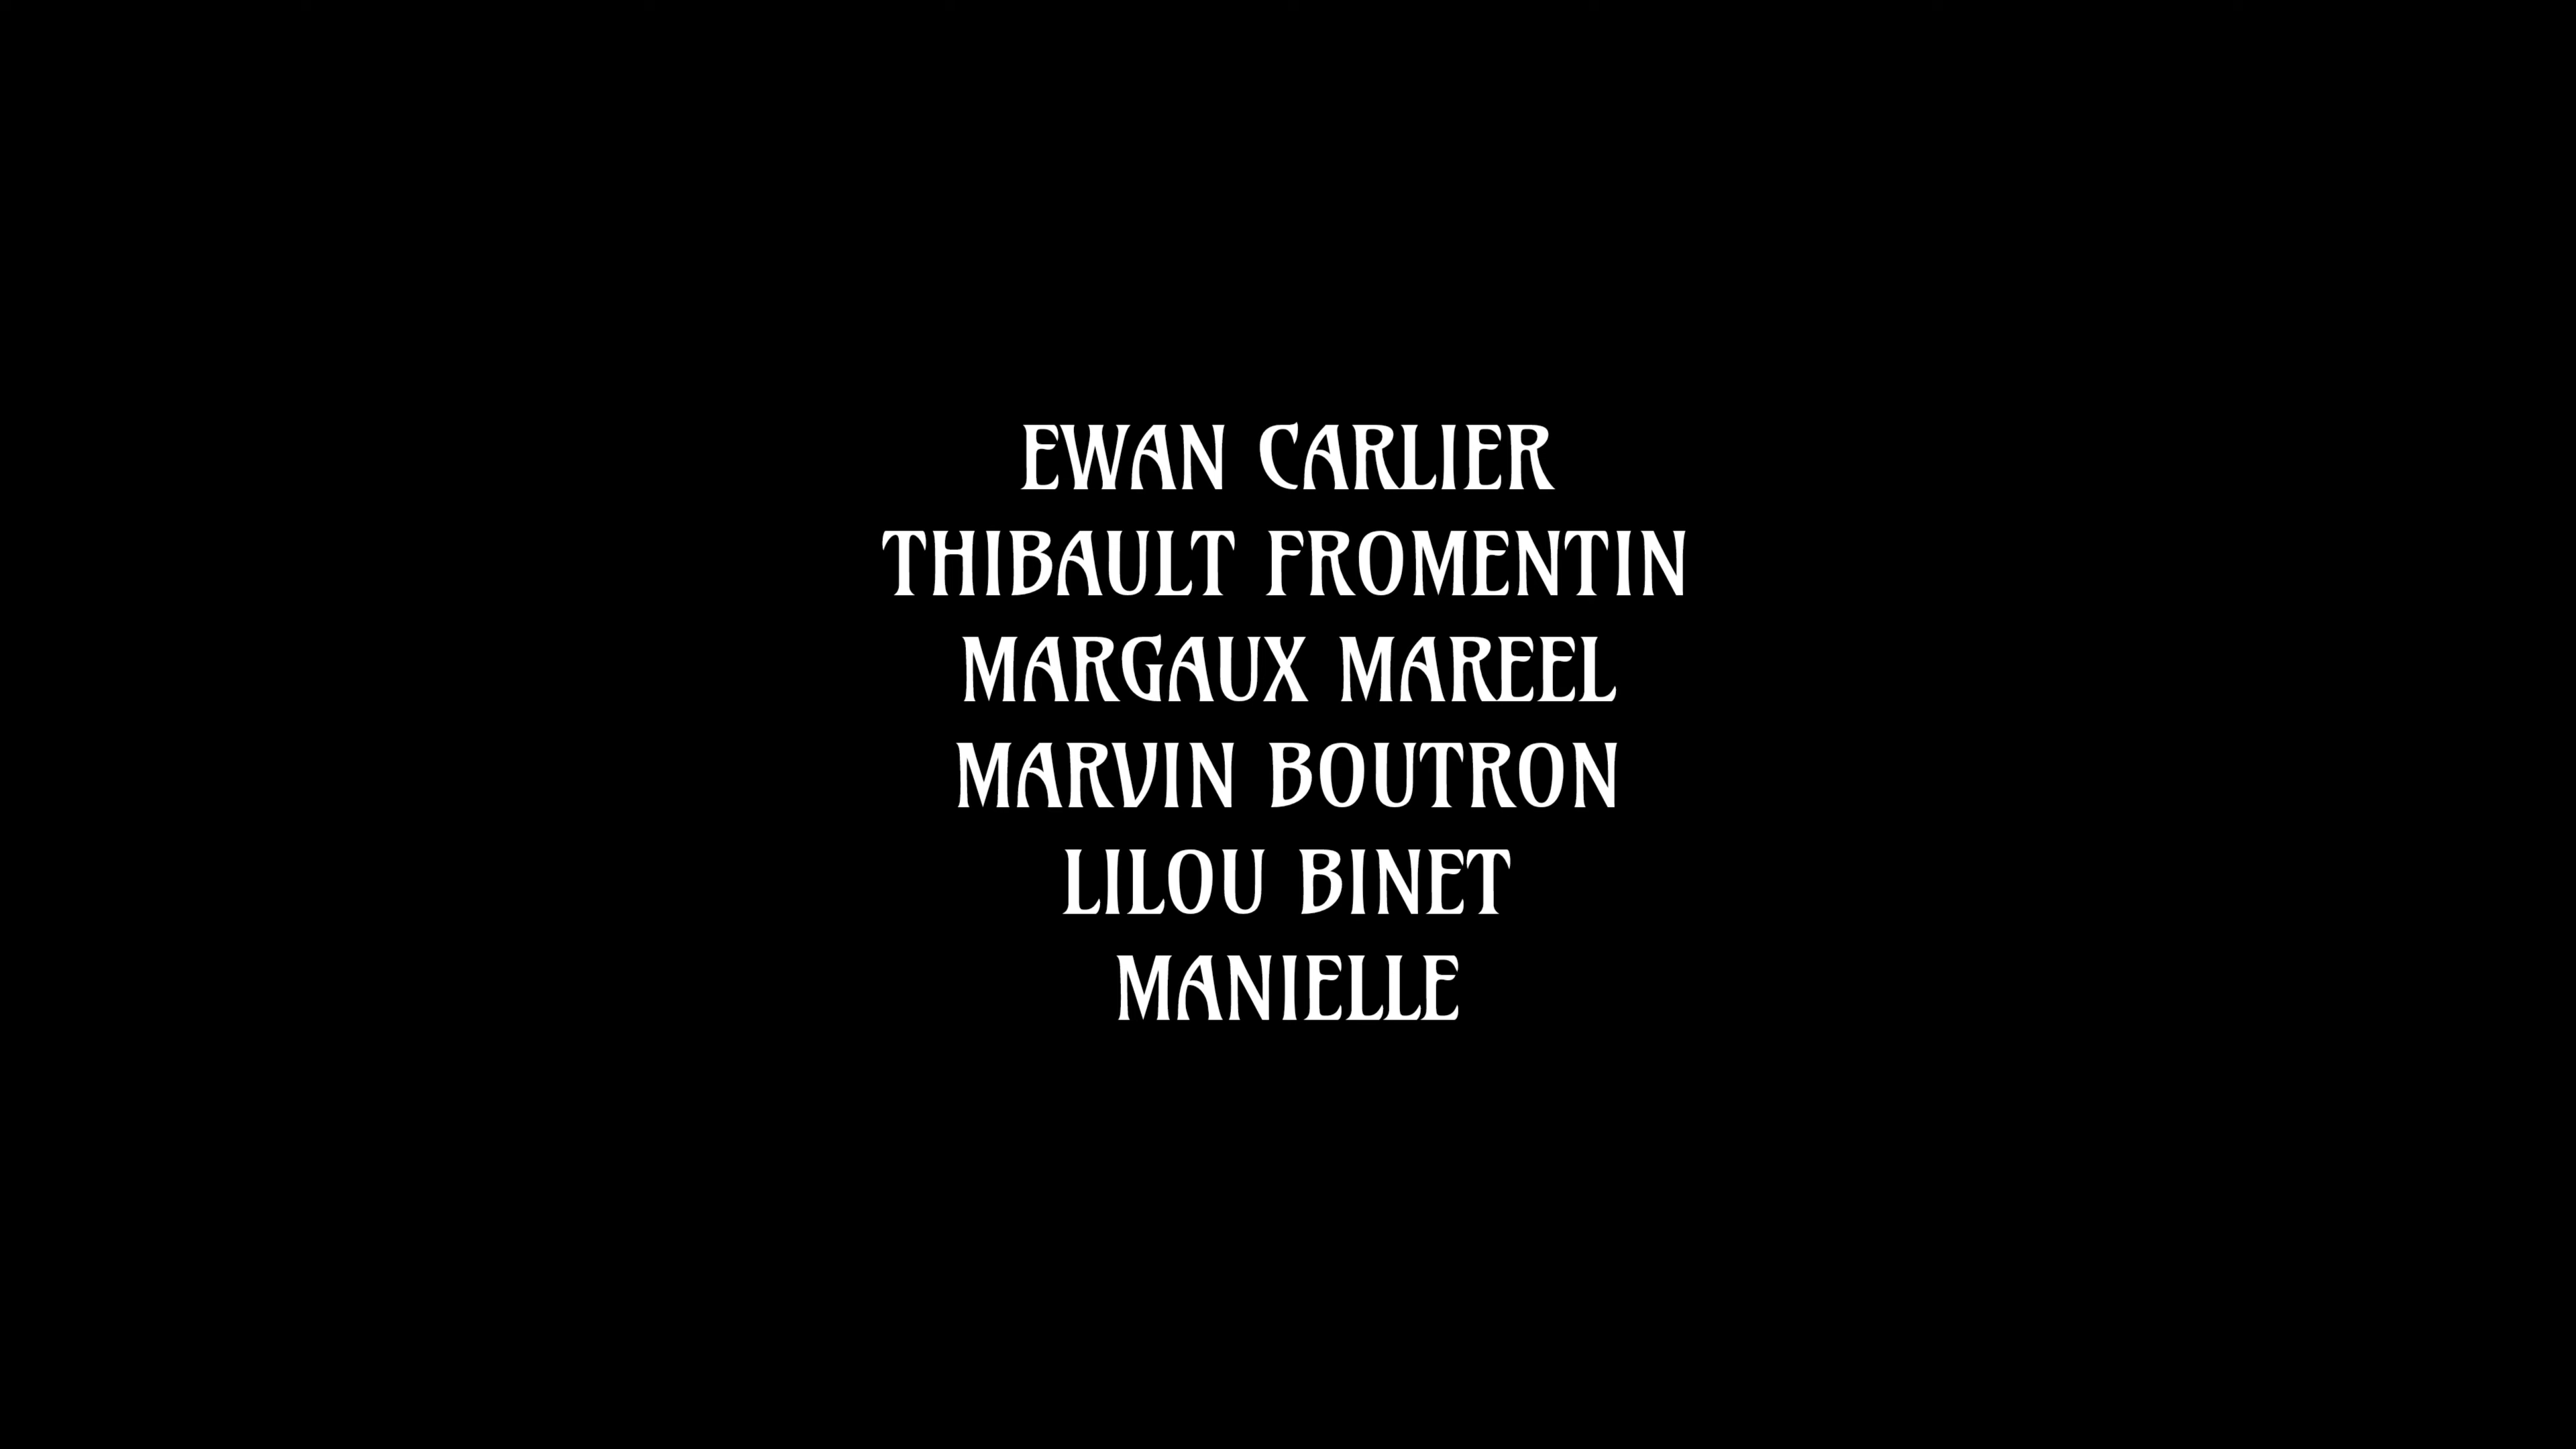 EWAN CARLIER
THIBAULT FROMENTIN
MARGAUX MAREEL
MARVIN BOUTRON
LILOU BINET
MANIELLE